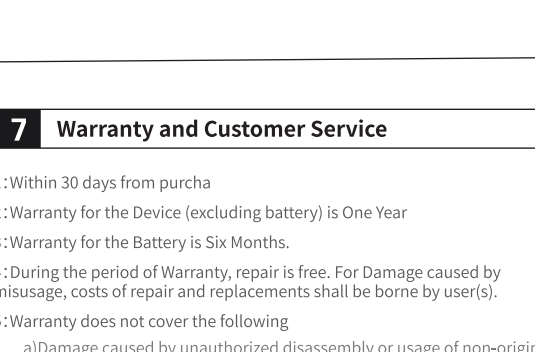 7 Warranty and Customer Service
:Within 30 days from purcha
:Warranty for the Device (excluding battery) is One Year
:Warranty for the Battery is Six Months.
:During the period of Warranty, repair is free. For Damage caused by
misusage, costs of repair and replacements shall be borne by user(s).
:Warranty does not cover the following
a)Damage caused by unauthorized disassembly or usage of non-origin